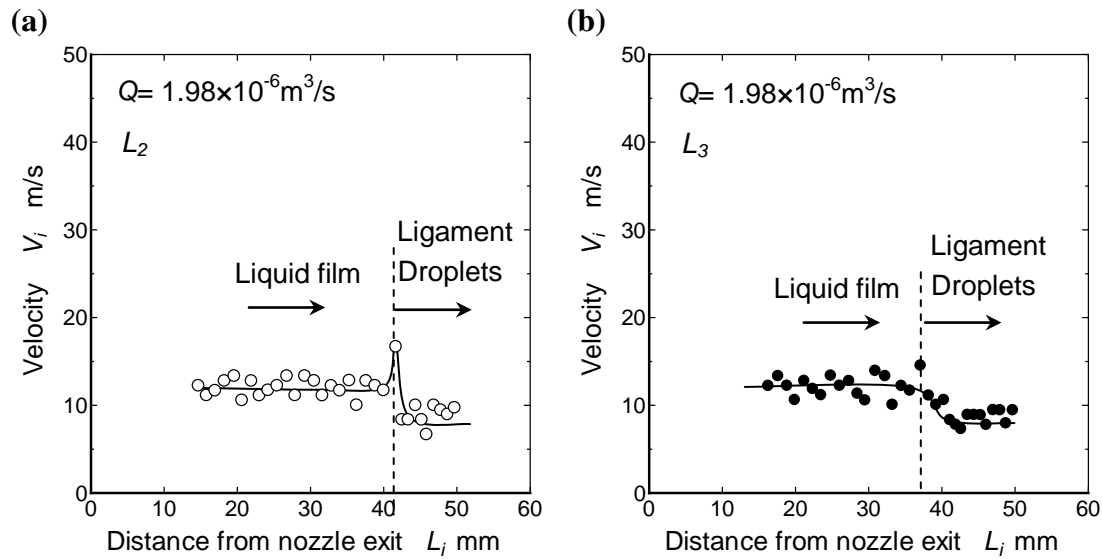 (a)
50
40
30
20
10
0
Velocity V_i m/s
Q= 1.98×10⁻⁶m³/s
L₂
Liquid film
Ligament
Droplets
0 10 20 30 40 50 60
Distance from nozzle exit L_i mm
(b)
50
40
30
20
10
0
Velocity V_i m/s
Q= 1.98×10⁻⁶m³/s
L₃
Liquid film
Ligament
Droplets
0 10 20 30 40 50 60
Distance from nozzle exit L_i mm